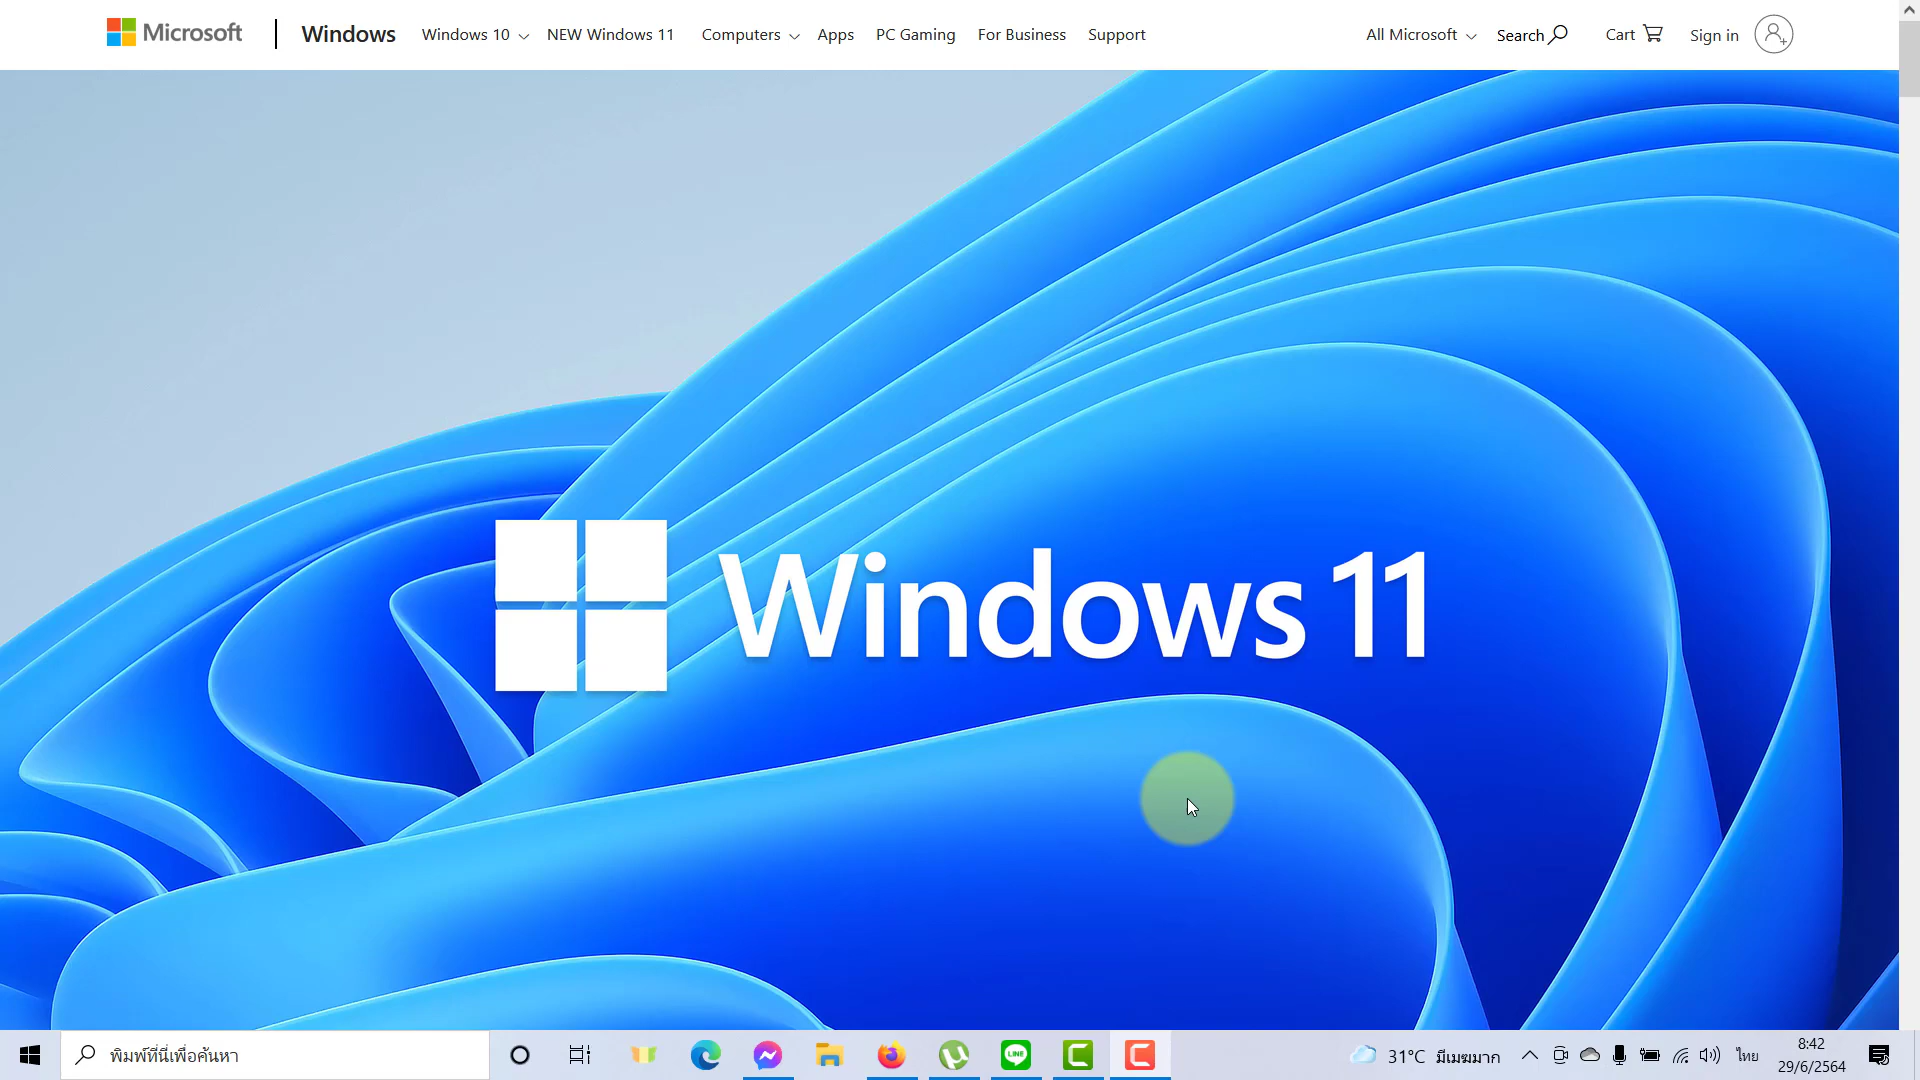 Microsoft Windows Windows 10 NEW Windows 11 Computers Apps PC Gaming For Business Support All Microsoft Search Cart Sign in
Windows 11
พิมพ์ที่นี่เพื่อค้นหา LINE 31°C มีเมฆมาก ไทย 8:42
29/6/2564